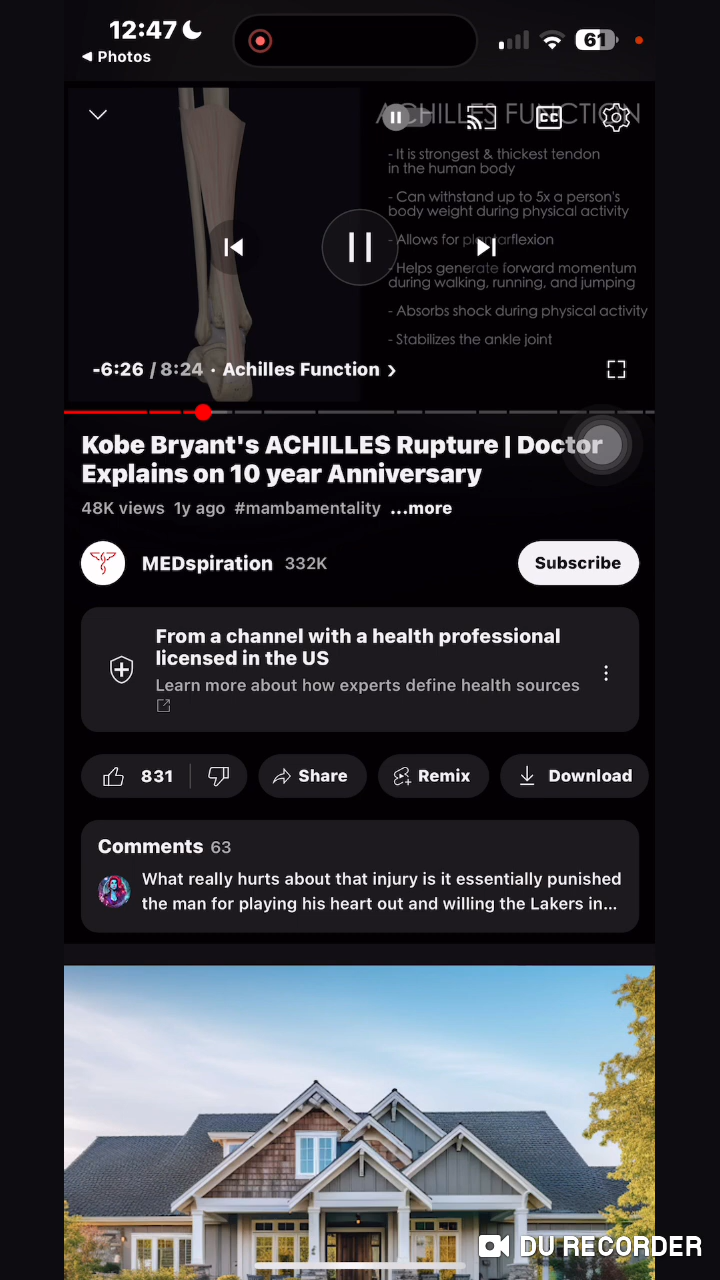 12:47
61
◀ Photos
ACHILLES FUNCTION
CC
- It is strongest & thickest tendon
in the human body
- Can withstand up to 5x a person's
body weight during physical activity
- Allows for plantarflexion
- Helps generate forward momentum
during walking, running, and jumping
- Absorbs shock during physical activity
- Stabilizes the ankle joint
-6:26 / 8:24 · Achilles Function ›
Kobe Bryant's ACHILLES Rupture | Doctor
Explains on 10 year Anniversary
48K views 1y ago #mambamentality ...more
MEDspiration 332K
Subscribe
From a channel with a health professional
licensed in the US
Learn more about how experts define health sources
831
Share
Remix
Download
Comments 63
What really hurts about that injury is it essentially punished
the man for playing his heart out and willing the Lakers in...
DU RECORDER